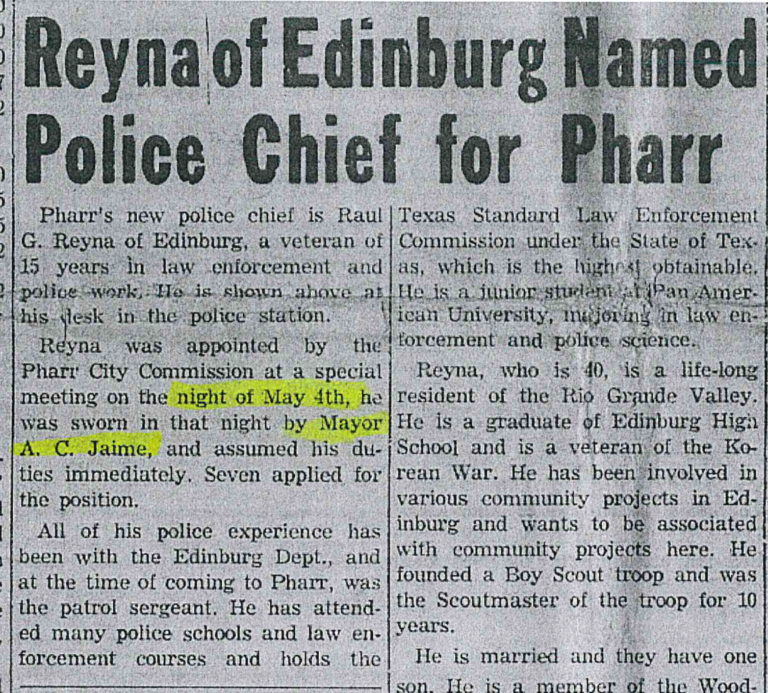 Reyna of Edinburg Named
Police Chief for Pharr
Pharr's new police chief is Raul
G. Reyna of Edinburg, a veteran of
15 years in law enforcement and
police work. He is shown above at
his desk in the police station.
Reyna was appointed by the
Pharr City Commission at a special
meeting on the night of May 4th, he
was sworn in that night by Mayor
A. C. Jaime, and assumed his du-
ties immediately. Seven applied for
the position.
All of his police experience has
been with the Edinburg Dept., and
at the time of coming to Pharr, was
the patrol sergeant. He has attend-
ed many police schools and law en-
forcement courses and holds the
Texas Standard Law Enforcement
Commission under the State of Tex-
as, which is the highest obtainable.
He is a junior student at Pan Amer-
ican University, majoring in law en-
forcement and police science.
Reyna, who is 40, is a life-long
resident of the Rio Grande Valley.
He is a graduate of Edinburg High
School and is a veteran of the Ko-
rean War. He has been involved in
various community projects in Ed-
inburg and wants to be associated
with community projects here. He
founded a Boy Scout troop and was
the Scoutmaster of the troop for 10
years.
He is married and they have one
son. He is a member of the Wood-